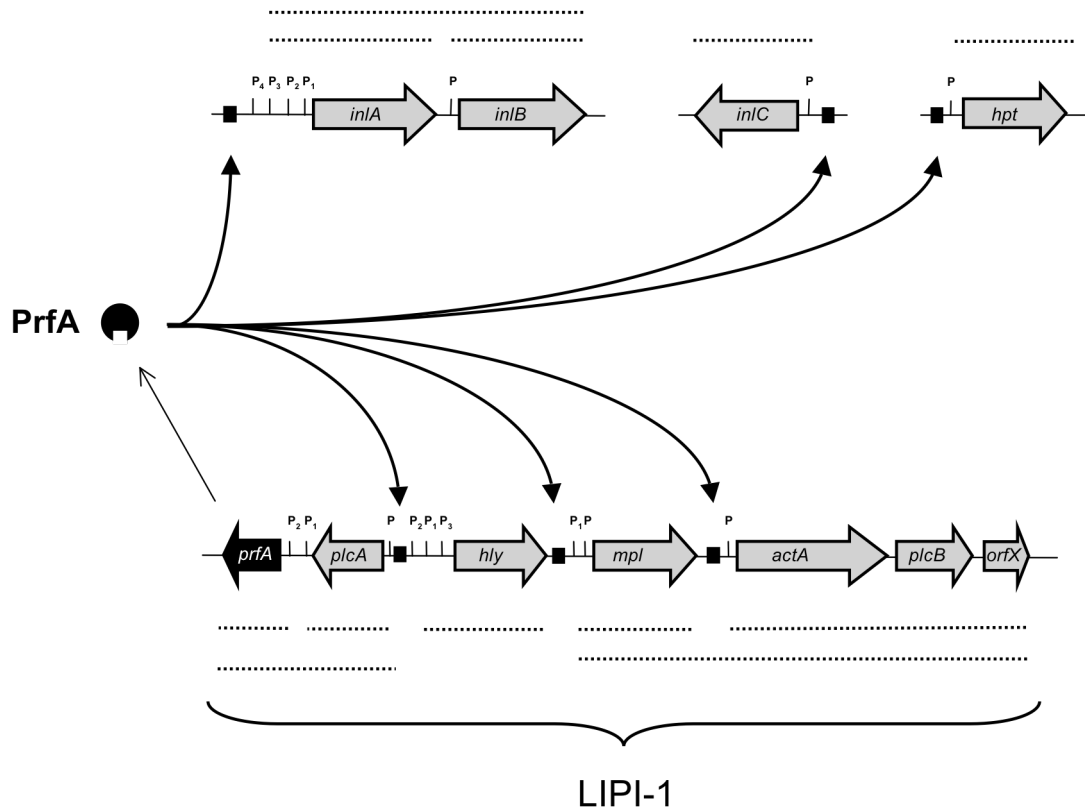 P₄ P₃ P₂ P₁ P P P
inlA inlB inlC hpt
PrfA
P₂ P₁ P P₂ P₁ P₃ P₁ P P
prfA plcA hly mpl actA plcB orfX
LIPI-1